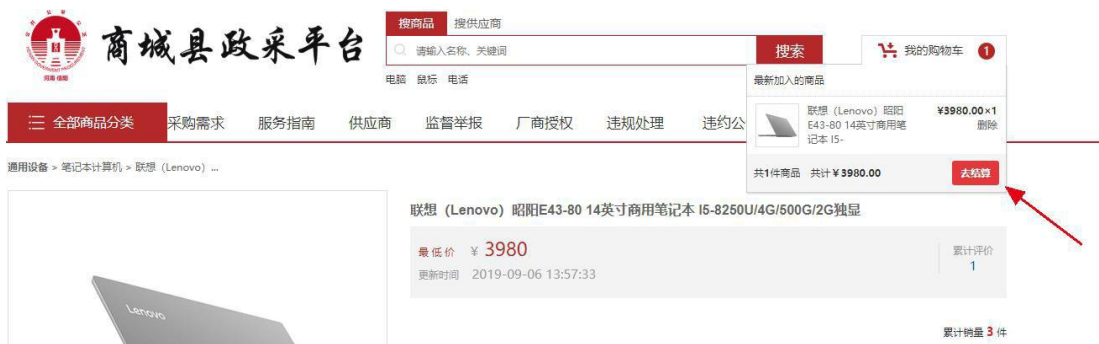 商城县政采平台
河南·信阳
搜商品 搜供应商
请输入名称、关键词 搜索
我的购物车 1
电脑 鼠标 电话
最新加入的商品
联想（Lenovo）昭阳 ¥3980.00×1
E43-80 14英寸商用笔 删除
记本 I5-
共1件商品 共计¥3980.00 去结算
全部商品分类 采购需求 服务指南 供应商 监督举报 厂商授权 违规处理 违约公
通用设备 > 笔记本计算机 > 联想（Lenovo）...
联想（Lenovo）昭阳E43-80 14英寸商用笔记本 I5-8250U/4G/500G/2G独显
最低价 ¥ 3980 累计评价
更新时间 2019-09-06 13:57:33 1
Lenovo
累计销量 3 件